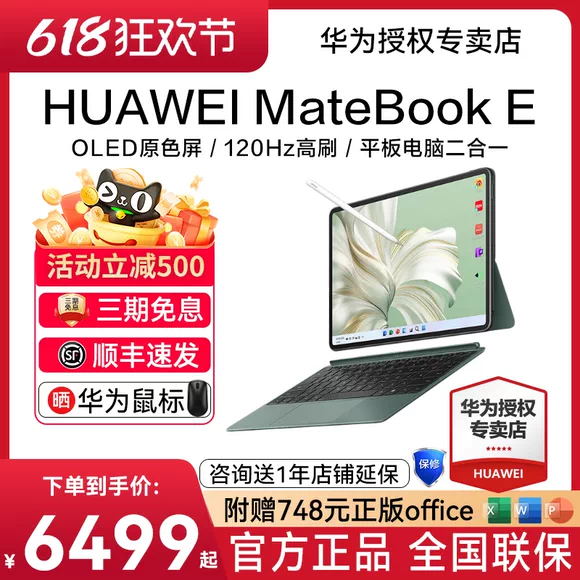 618狂欢节
华为授权专卖店
HUAWEI MateBook E
OLED原色屏 / 120Hz高刷 / 平板电脑二合一
活动立减500
三期免息
三期免息
SF
顺丰速发
晒 华为鼠标
华为授权
专卖店
HUAWEI
保修
咨询送1年店铺延保
附赠748元正版office
X W P
下单到手价:
¥6499起
官方正品 全国联保